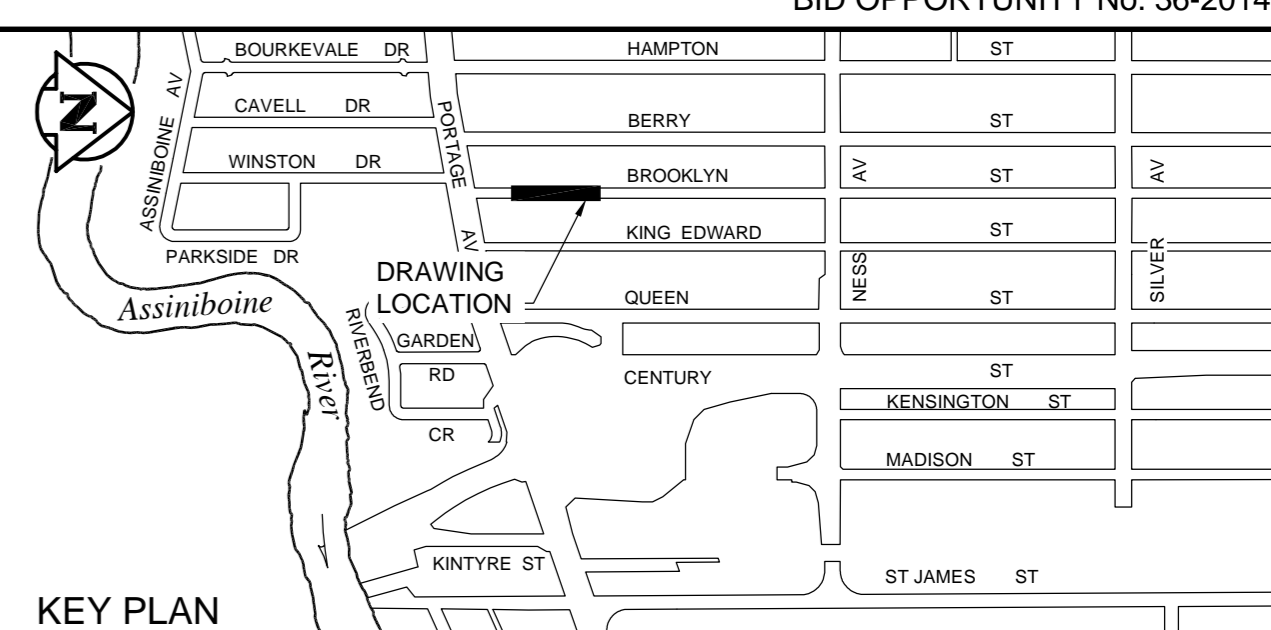 BID OPPORTUNITY No. 36-2014
BOURKEVALE DR
HAMPTON ST
N
ASSINIBOINE AV
CAVELL DR
PORTAGE AV
BERRY ST
WINSTON DR
BROOKLYN ST
NESS AV
SILVER AV
KING EDWARD ST
PARKSIDE DR
DRAWING
LOCATION
Assiniboine River
QUEEN ST
RIVERBEND CR
GARDEN RD
CENTURY ST
KENSINGTON ST
MADISON ST
KINTYRE ST
ST JAMES ST
KEY PLAN